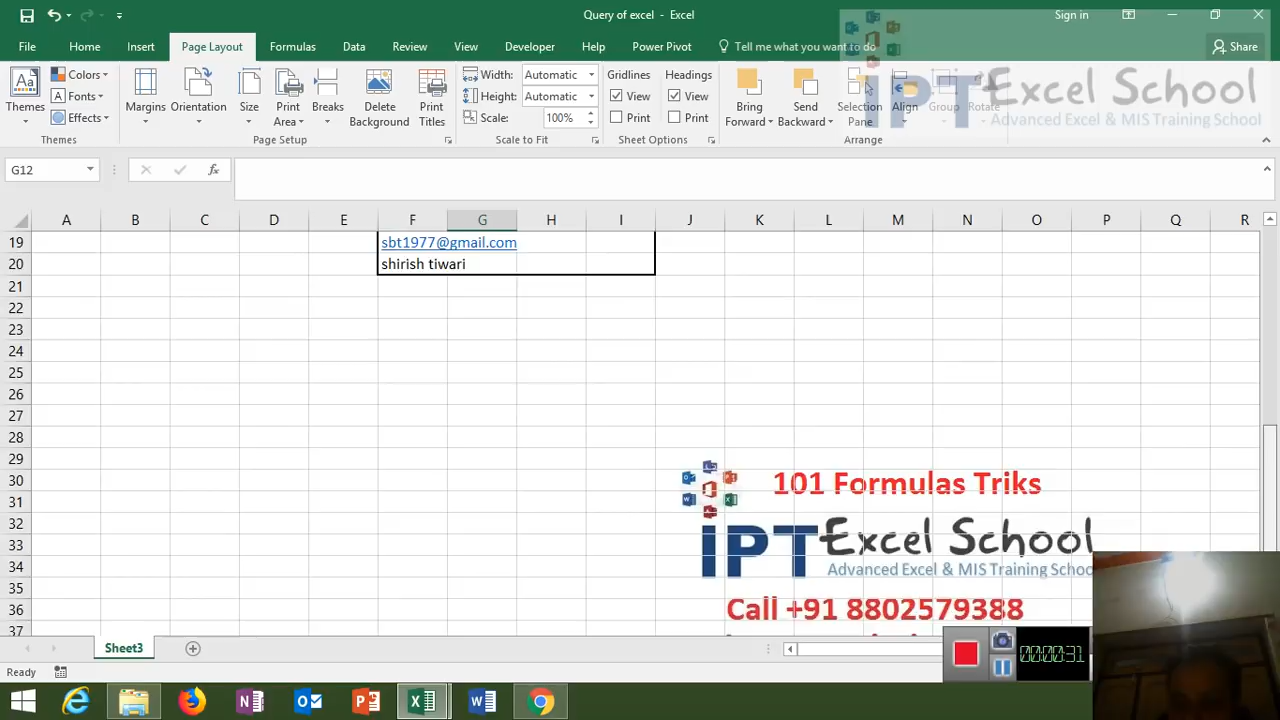 Query of excel - Excel
Sign in
File Home Insert Page Layout Formulas Data Review View Developer Help Power Pivot Tell me what you want to do Share
Colors Width: Automatic Gridlines Headings
Fonts Height: Automatic View View
Effects Scale: 100% Print Print
Themes Margins Orientation Size Print Area Breaks Delete Background Print Titles Bring Forward Send Backward Selection Pane Align Group Rotate
Themes Page Setup Scale to Fit Sheet Options Arrange
IPT Excel School
Advanced Excel & MIS Training School
G12 fx
A B C D E F G H I J K L M N O P Q R
19 sbt1977@gmail.com
20 shirish tiwari
21
22
23
24
25
26
27
28
29
30 101 Formulas Triks
31
32
33 IPT Excel School
34 Advanced Excel & MIS Training Schoo
35
36 Call +91 8802579388
37
Sheet3
Ready
00:00:31